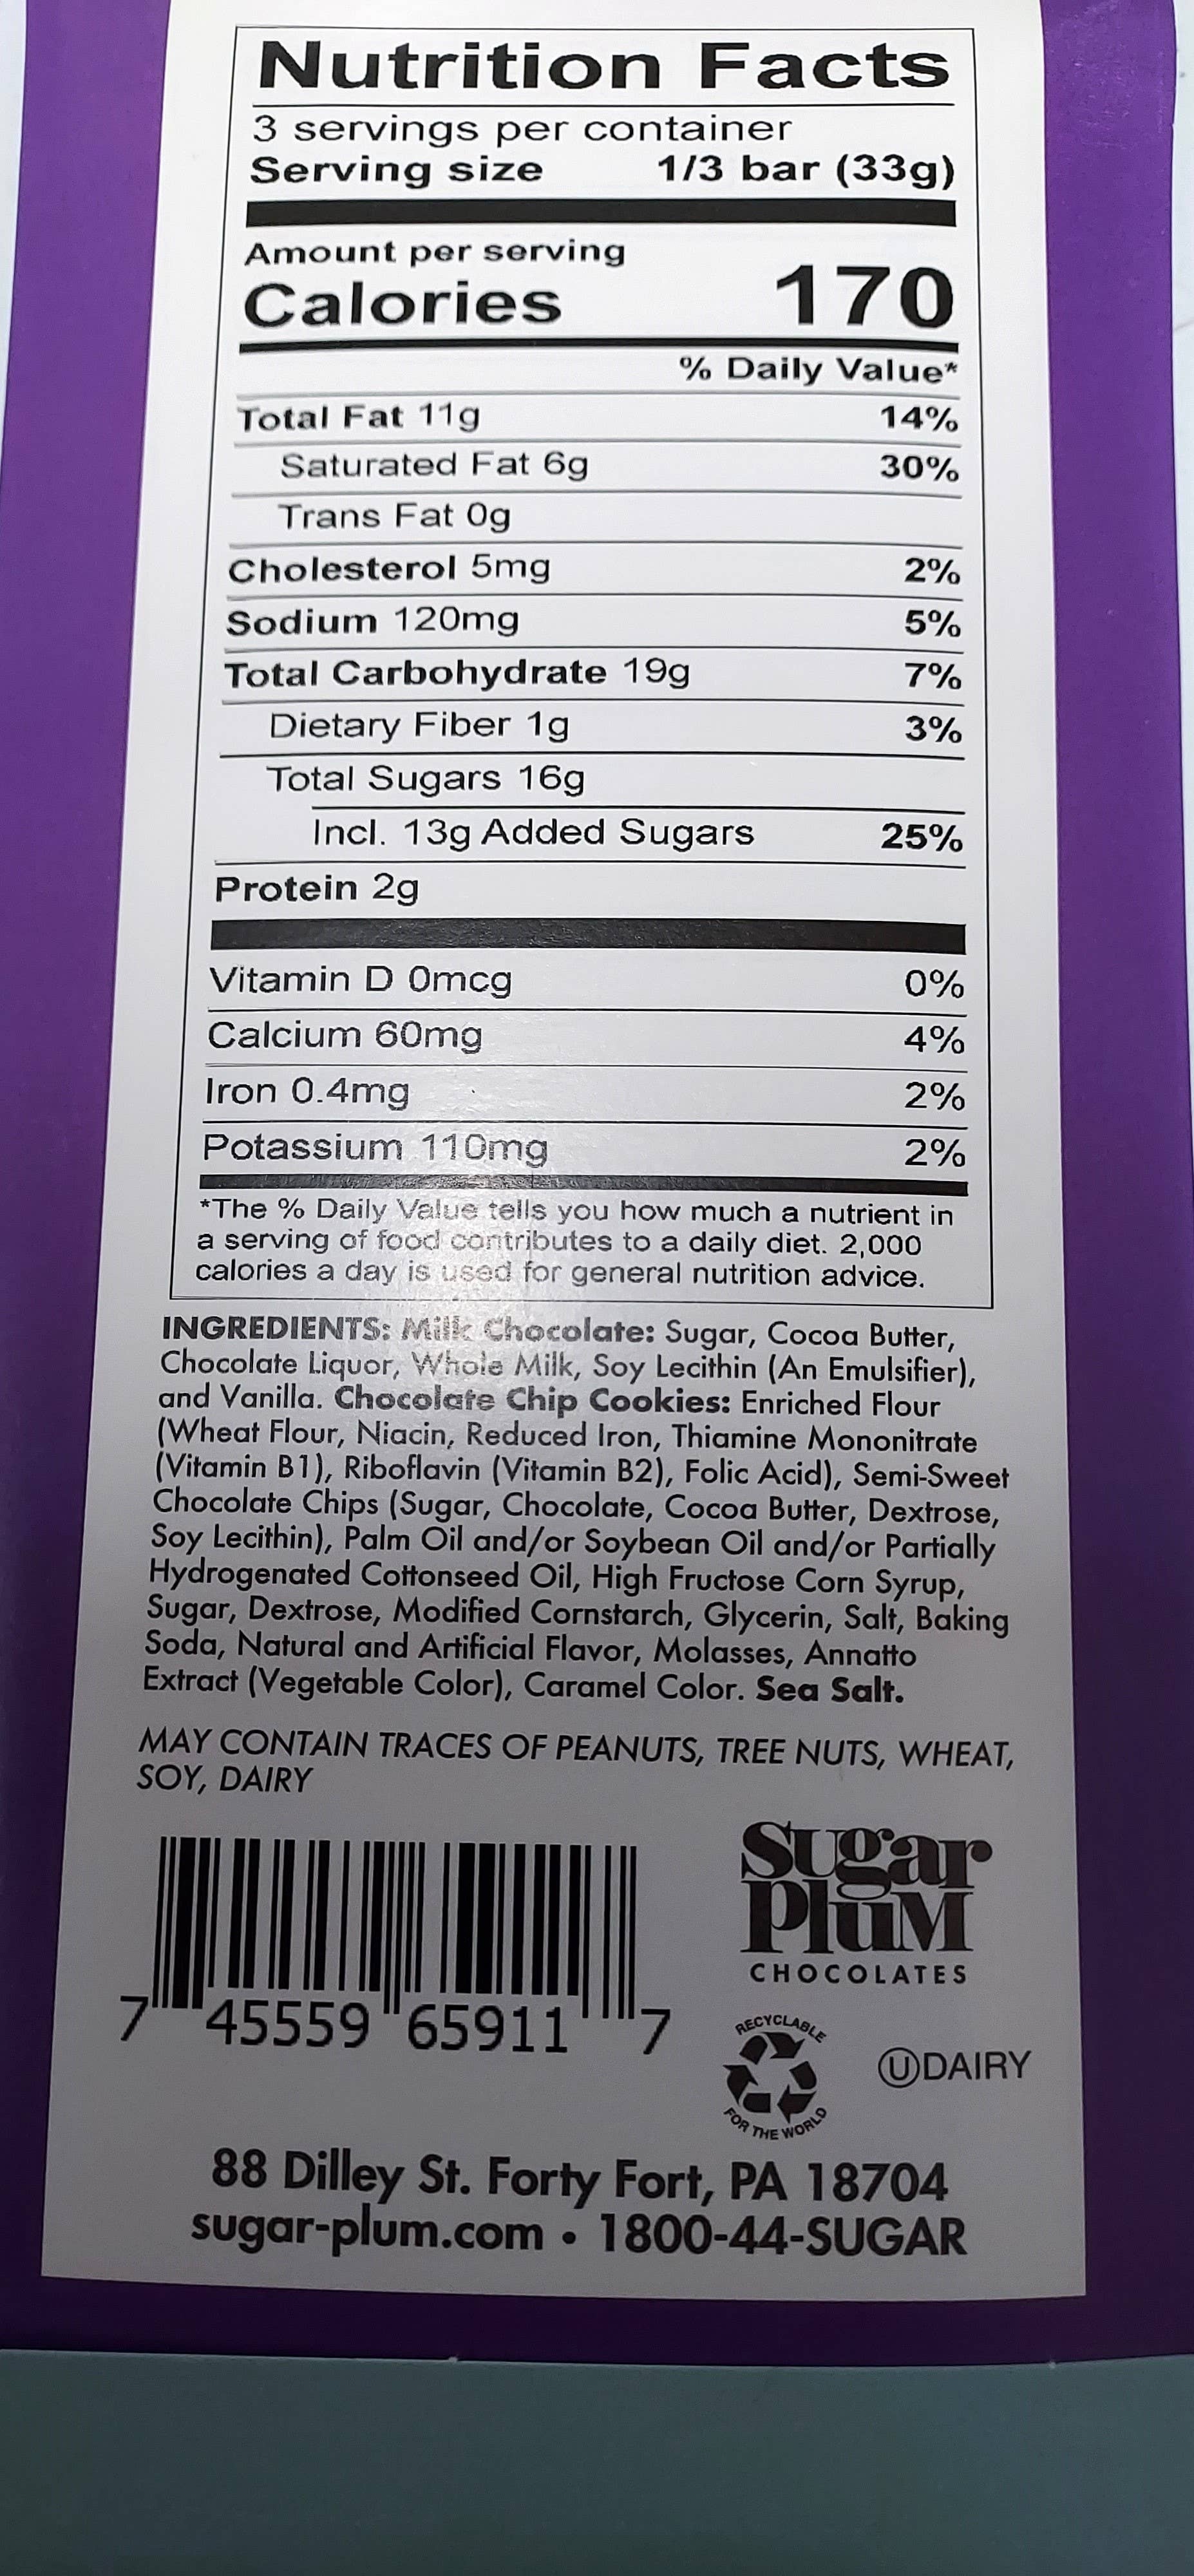 Nutrition Facts
3 servings per container
Serving size 1/3 bar (33g)
Amount per serving
Calories 170
% Daily Value*
Total Fat 11g 14%
Saturated Fat 6g 30%
Trans Fat 0g
Cholesterol 5mg 2%
Sodium 120mg 5%
Total Carbohydrate 19g 7%
Dietary Fiber 1g 3%
Total Sugars 16g
Incl. 13g Added Sugars 25%
Protein 2g
Vitamin D 0mcg 0%
Calcium 60mg 4%
Iron 0.4mg 2%
Potassium 110mg 2%
*The % Daily Value tells you how much a nutrient in
a serving of food contributes to a daily diet. 2,000
calories a day is used for general nutrition advice.
INGREDIENTS: Milk Chocolate: Sugar, Cocoa Butter,
Chocolate Liquor, Whole Milk, Soy Lecithin (An Emulsifier),
and Vanilla. Chocolate Chip Cookies: Enriched Flour
(Wheat Flour, Niacin, Reduced Iron, Thiamine Mononitrate
(Vitamin B1), Riboflavin (Vitamin B2), Folic Acid), Semi-Sweet
Chocolate Chips (Sugar, Chocolate, Cocoa Butter, Dextrose,
Soy Lecithin), Palm Oil and/or Soybean Oil and/or Partially
Hydrogenated Cottonseed Oil, High Fructose Corn Syrup,
Sugar, Dextrose, Modified Cornstarch, Glycerin, Salt, Baking
Soda, Natural and Artificial Flavor, Molasses, Annatto
Extract (Vegetable Color), Caramel Color. Sea Salt.
MAY CONTAIN TRACES OF PEANUTS, TREE NUTS, WHEAT,
SOY, DAIRY
Sugar
PluM
CHOCOLATES
7 45559 65911 7
RECYCLABLE
FOR THE WORLD
U DAIRY
88 Dilley St. Forty Fort, PA 18704
sugar-plum.com • 1800-44-SUGAR